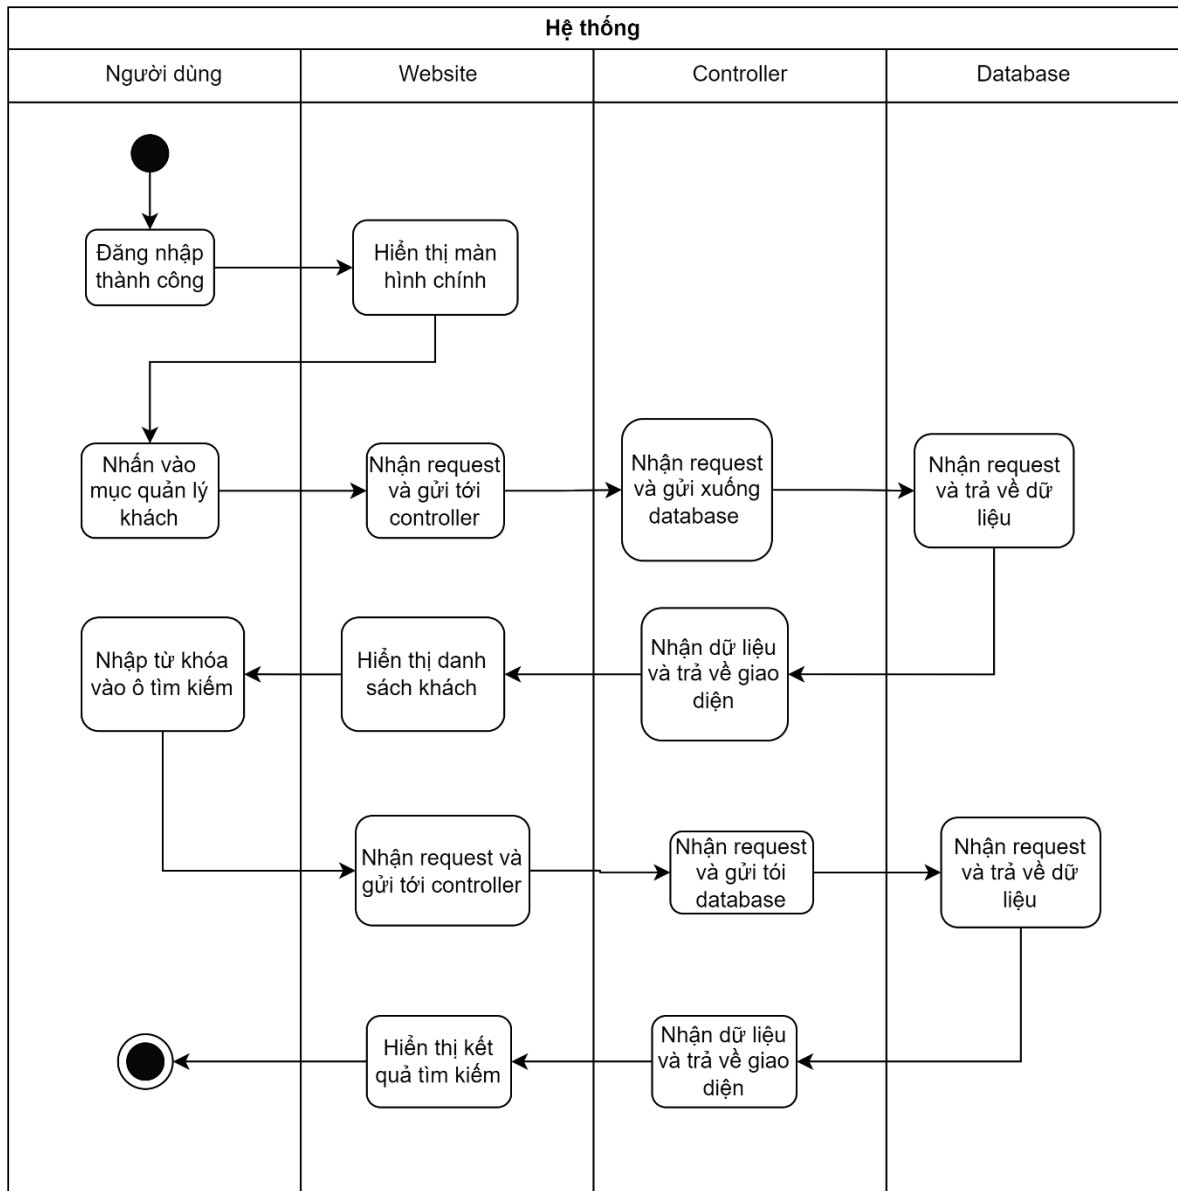 Hệ thống
Người dùng
Website
Controller
Database
Đăng nhập
thành công
Hiển thị màn
hình chính
Nhấn vào
mục quản lý
khách
Nhận request
và gửi tới
controller
Nhận request
và gửi xuống
database
Nhận request
và trả về dữ
liệu
Nhập từ khóa
vào ô tìm kiếm
Hiển thị danh
sách khách
Nhận dữ liệu
và trả về giao
diện
Nhận request và
gửi tới controller
Nhận request
và gửi tói
database
Nhận request
và trả về dữ
liệu
Hiển thị kết
quả tìm kiếm
Nhận dữ liệu
và trả về giao
diện